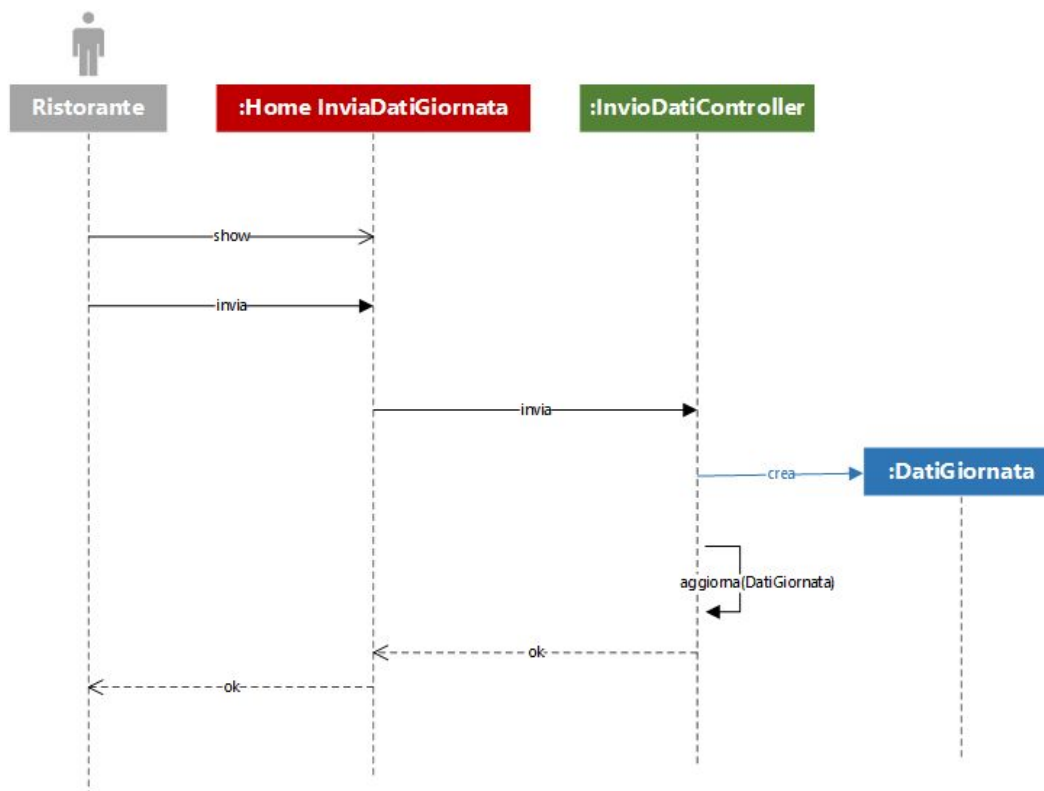 Ristorante
:Home InviaDatiGiornata
:InvioDatiController
show
invia
invia
crea
:DatiGiornata
aggiorna(DatiGiornata)
ok
ok